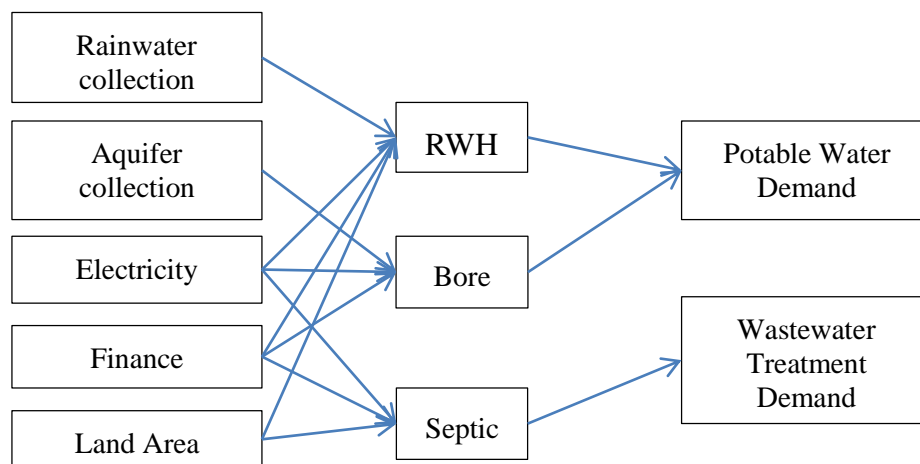 Rainwater
collection
Aquifer
collection
Electricity
Finance
Land Area
RWH
Bore
Septic
Potable Water
Demand
Wastewater
Treatment
Demand